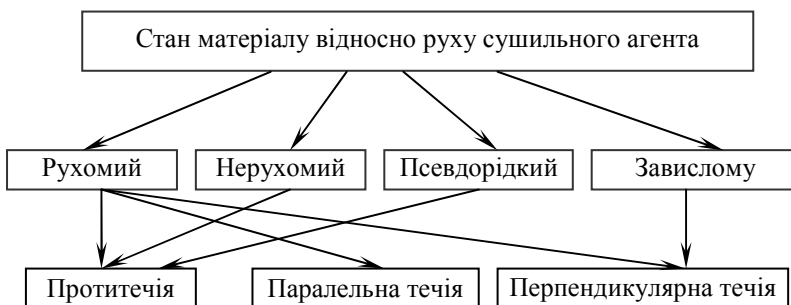 Стан матеріалу відносно руху сушильного агента
Рухомий
Нерухомий
Псевдорідкий
Завислому
Протитечія
Паралельна течія
Перпендикулярна течія